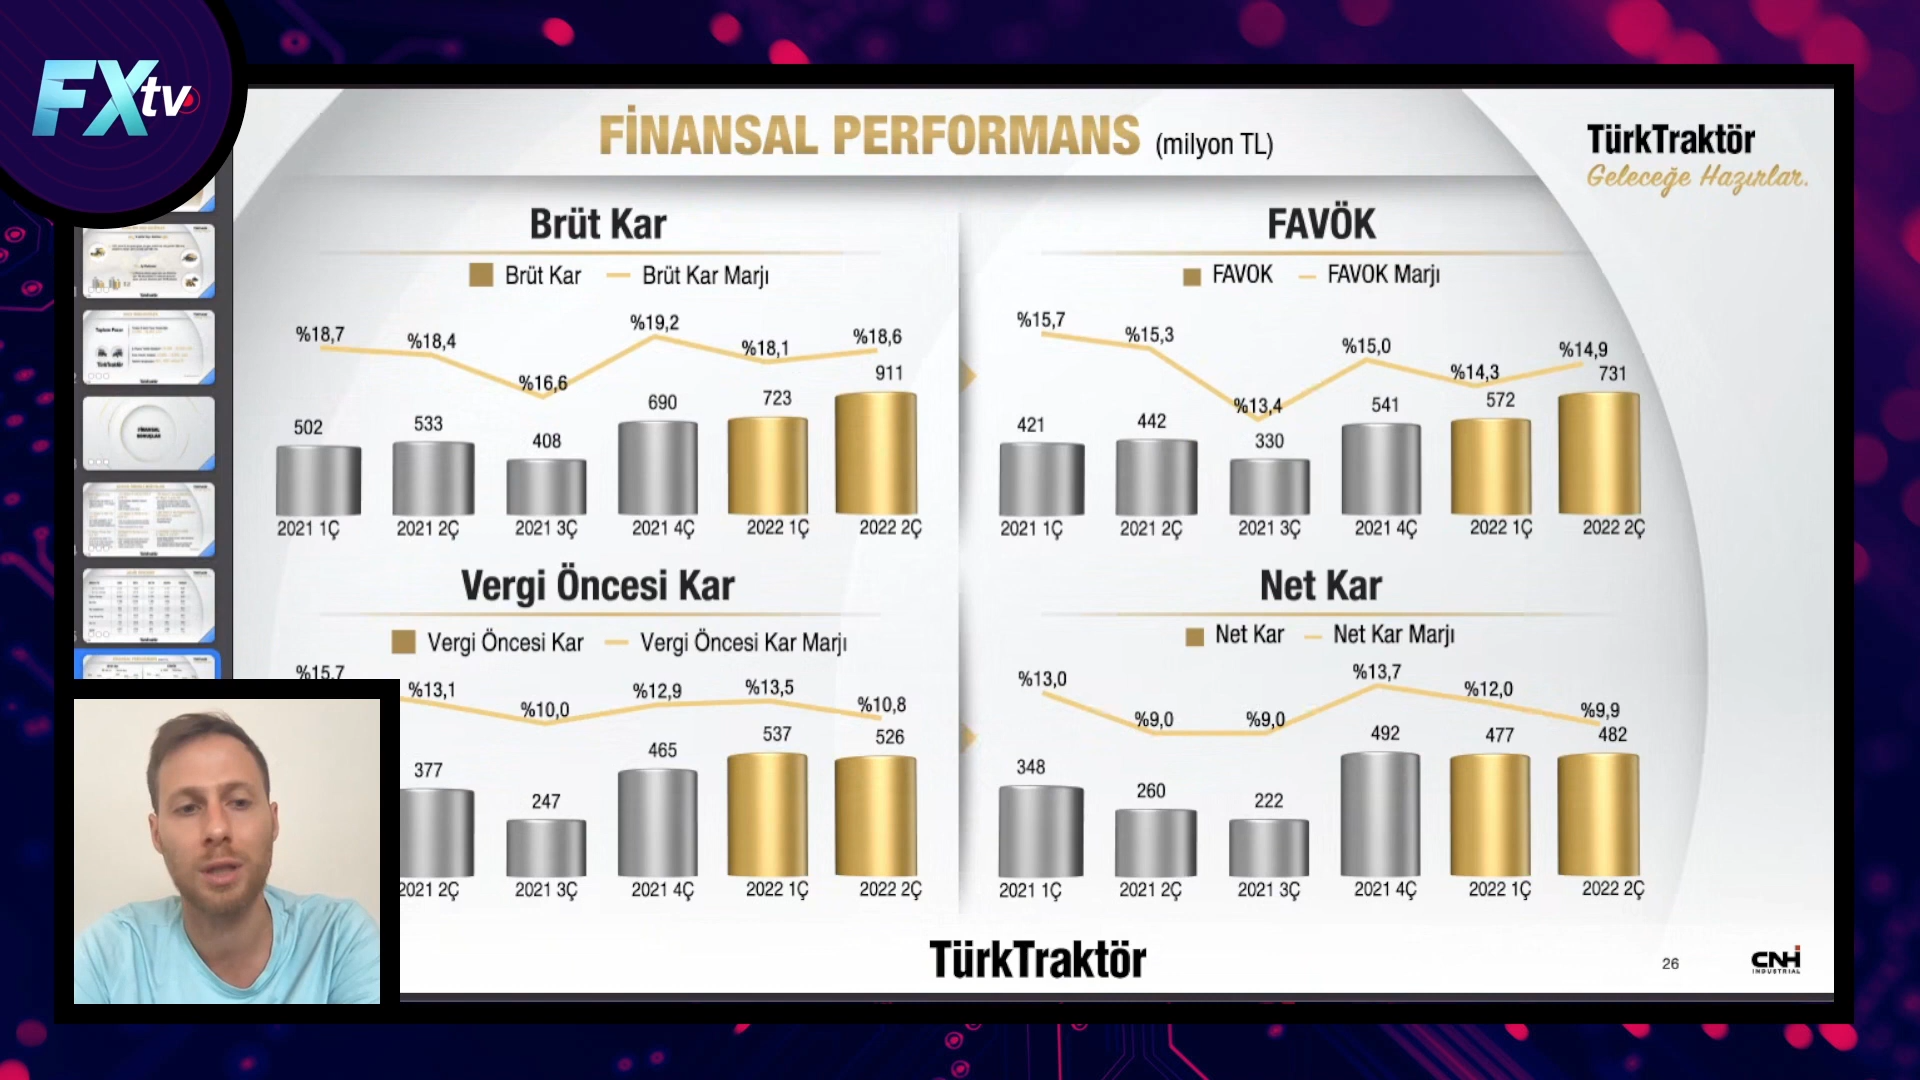 FXtv
FİNANSAL PERFORMANS (milyon TL)
TürkTraktör
Geleceğe Hazırlar.
Brüt Kar
Brüt Kar Brüt Kar Marjı
%18,7 %18,4 %16,6 %19,2 %18,1 %18,6
502 533 408 690 723 911
2021 1Ç 2021 2Ç 2021 3Ç 2021 4Ç 2022 1Ç 2022 2Ç
FAVÖK
FAVOK FAVOK Marjı
%15,7 %15,3 %13,4 %15,0 %14,3 %14,9
421 442 330 541 572 731
2021 1Ç 2021 2Ç 2021 3Ç 2021 4Ç 2022 1Ç 2022 2Ç
Vergi Öncesi Kar
Vergi Öncesi Kar Vergi Öncesi Kar Marjı
%15,7 %13,1 %10,0 %12,9 %13,5 %10,8
377 247 465 537 526
2021 2Ç 2021 3Ç 2021 4Ç 2022 1Ç 2022 2Ç
Net Kar
Net Kar Net Kar Marjı
%13,0 %9,0 %9,0 %13,7 %12,0 %9,9
348 260 222 492 477 482
2021 1Ç 2021 2Ç 2021 3Ç 2021 4Ç 2022 1Ç 2022 2Ç
TürkTraktör
26
CNH
INDUSTRIAL